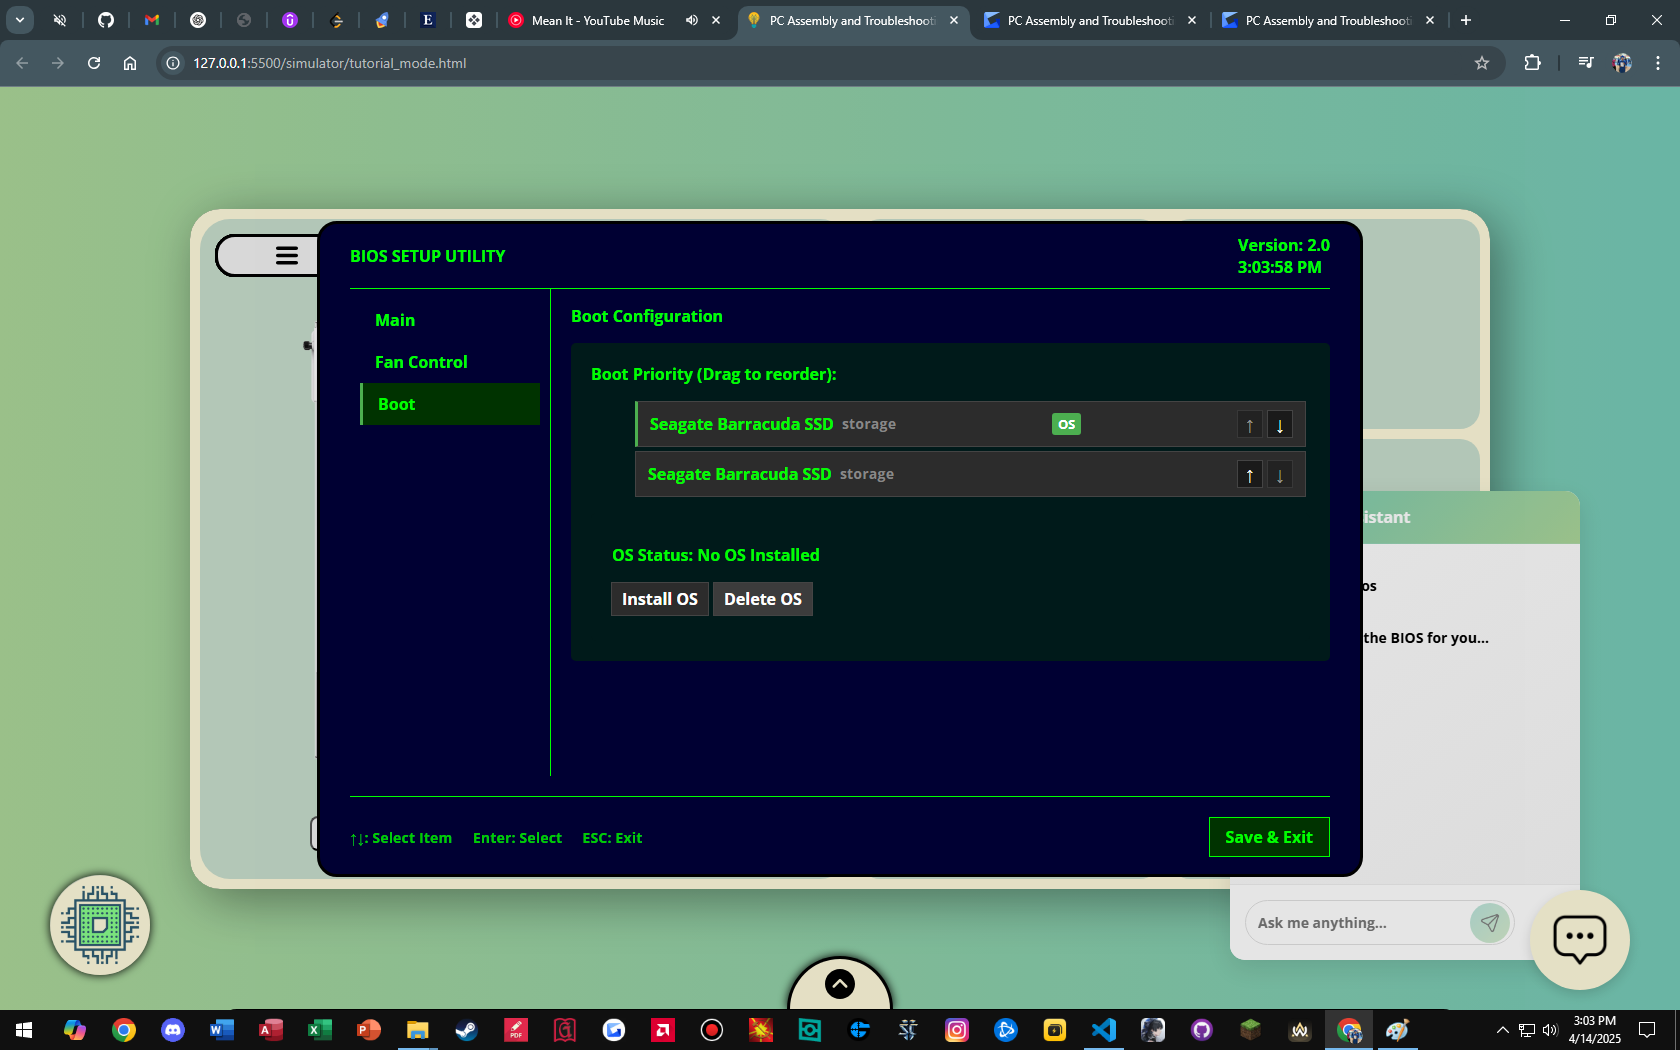 Mean It - YouTube Music
PC Assembly and Troubleshooti
PC Assembly and Troubleshooti
PC Assembly and Troubleshooti
127.0.0.1:5500/simulator/tutorial_mode.html
BIOS SETUP UTILITY
Version: 2.0
3:03:58 PM
Main
Fan Control
Boot
Boot Configuration
Boot Priority (Drag to reorder):
Seagate Barracuda SSD storage OS ↑ ↓
Seagate Barracuda SSD storage ↑ ↓
OS Status: No OS Installed
Install OS Delete OS
↑↓: Select Item Enter: Select ESC: Exit
Save & Exit
istant
os
the BIOS for you...
Ask me anything...
3:03 PM
4/14/2025